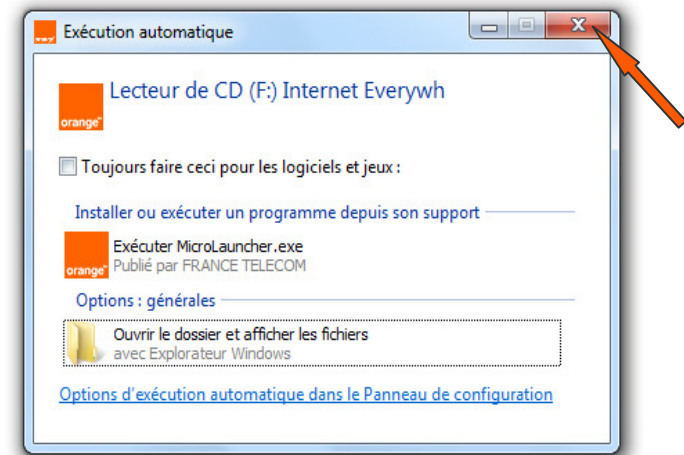 Exécution automatique
Lecteur de CD (F:) Internet Everywh
orange™
Toujours faire ceci pour les logiciels et jeux :
Installer ou exécuter un programme depuis son support
Exécuter MicroLauncher.exe
orange™
Publié par FRANCE TELECOM
Options : générales
Ouvrir le dossier et afficher les fichiers
avec Explorateur Windows
Options d'exécution automatique dans le Panneau de configuration